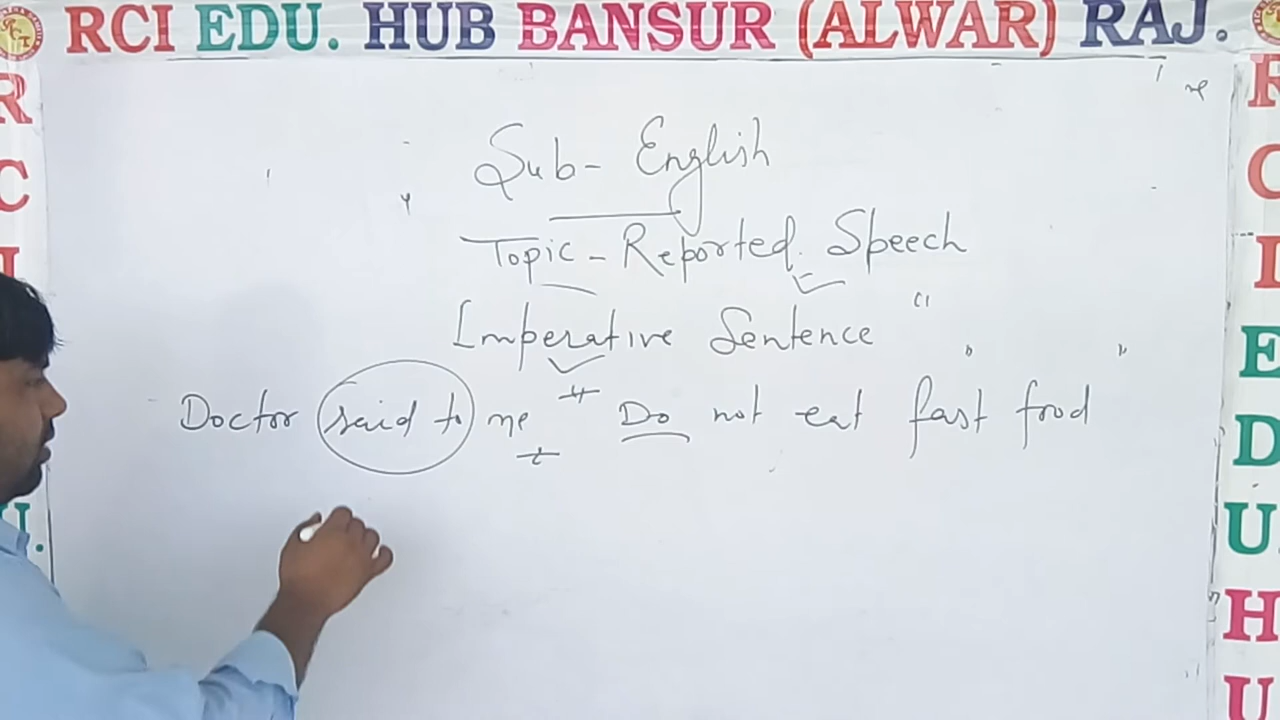 RCI EDU. HUB BANSUR (ALWAR) RAJ.
Sub- English
Topic - Reported Speech
Imperative Sentence
Doctor said to me " Do not eat fast food "
R
C
I
U.
R
C
I
E
D
U.
H
U